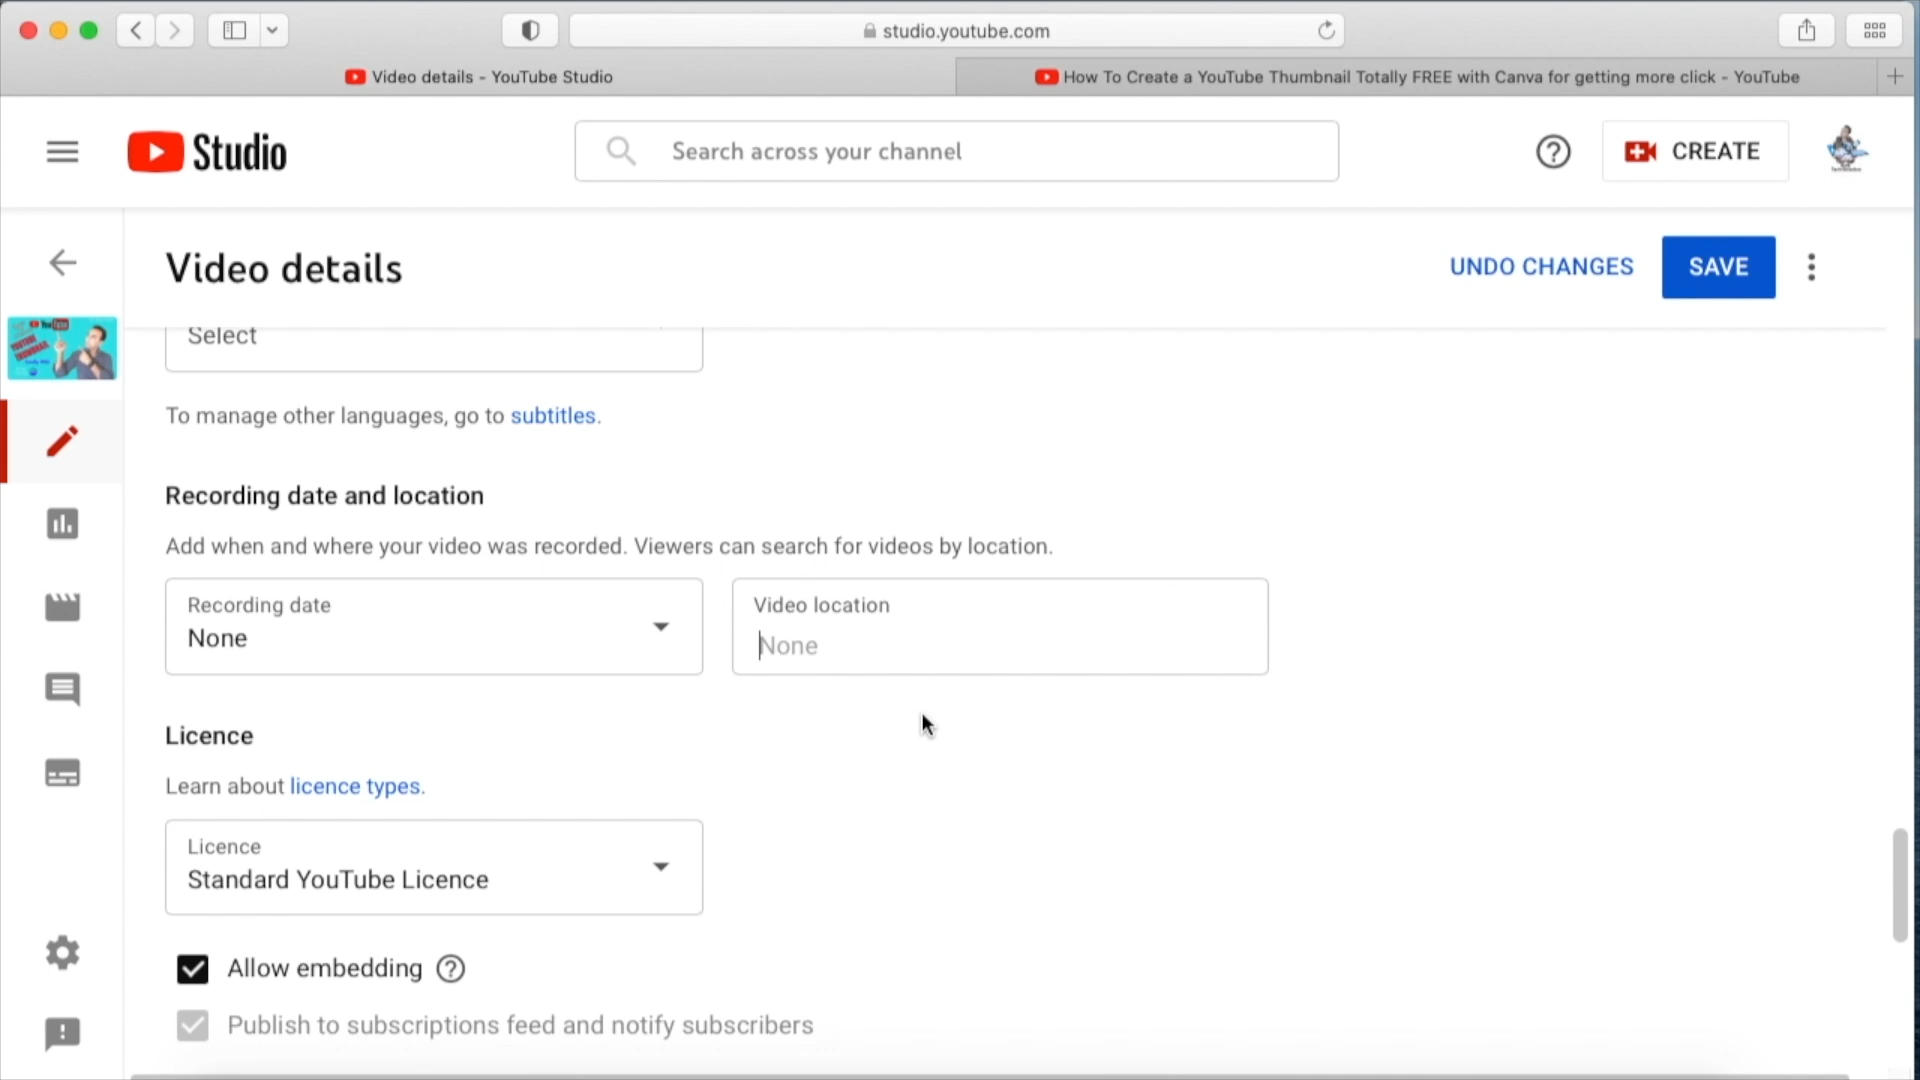 studio.youtube.com
Video details - YouTube Studio
How To Create a YouTube Thumbnail Totally FREE with Canva for getting more click - YouTube
Studio
Search across your channel
CREATE
Video details
UNDO CHANGES
SAVE
Select
To manage other languages, go to subtitles.
Recording date and location
Add when and where your video was recorded. Viewers can search for videos by location.
Recording date
None
Video location
None
Licence
Learn about licence types.
Licence
Standard YouTube Licence
Allow embedding
Publish to subscriptions feed and notify subscribers